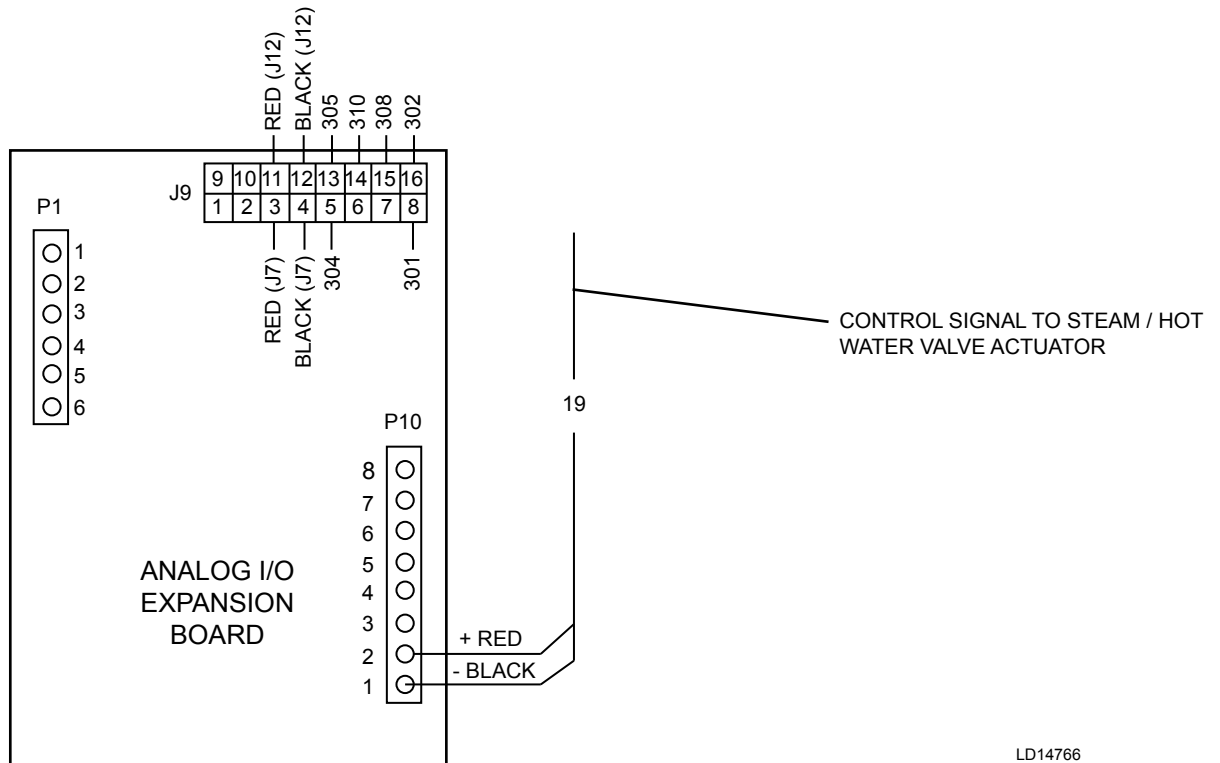 RED (J12)
BLACK (J12)
305
310
308
302
J9
9 10 11 12 13 14 15 16
1 2 3 4 5 6 7 8
RED (J7)
BLACK (J7)
304
301
P1
1
2
3
4
5
6
CONTROL SIGNAL TO STEAM / HOT
WATER VALVE ACTUATOR
19
P10
8
7
6
5
4
3
2
1
+ RED
- BLACK
ANALOG I/O
EXPANSION
BOARD
LD14766